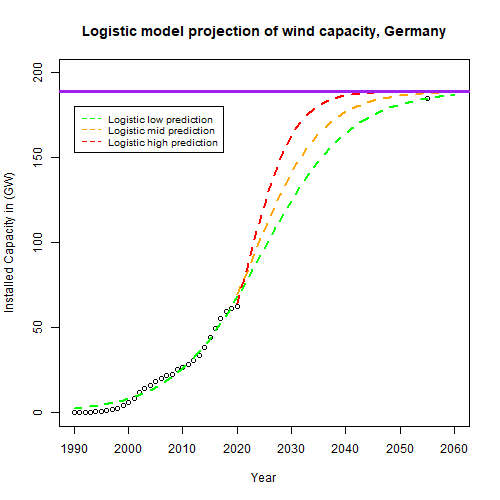 Logistic model projection of wind capacity, Germany
Installed Capacity in (GW)
200
150
100
50
0
Logistic low prediction
Logistic mid prediction
Logistic high prediction
1990 2000 2010 2020 2030 2040 2050 2060
Year